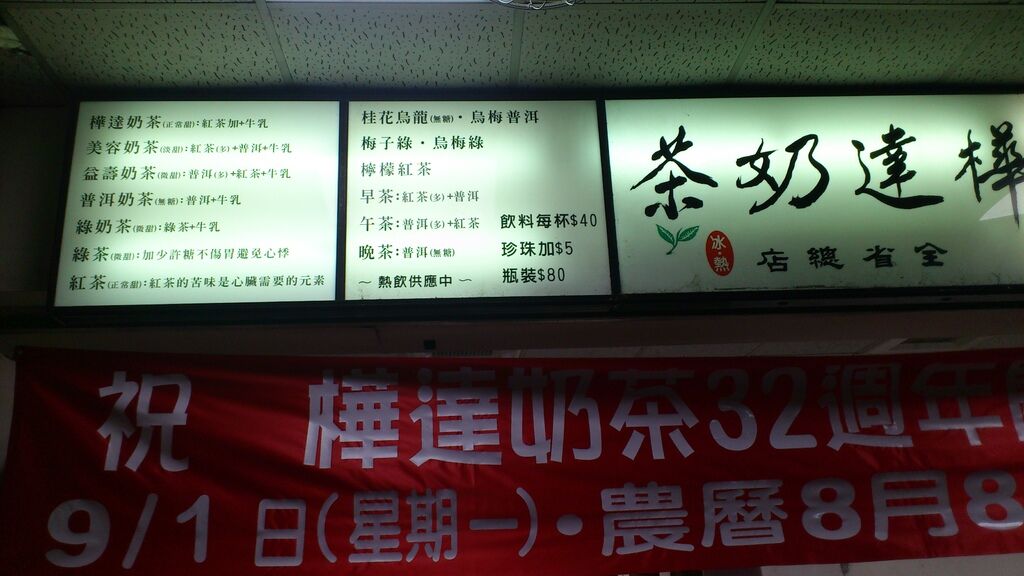 樺達奶茶(正常甜):紅茶加+牛乳
美容奶茶(微甜):紅茶(多)+普洱+牛乳
益壽奶茶(微甜):普洱(多)+紅茶+牛乳
普洱奶茶(無糖):普洱+牛乳
綠奶茶(微甜):綠茶+牛乳
綠茶(微甜):加少許糖不傷胃避免心悸
紅茶(正常甜):紅茶的苦味是心臟需要的元素
桂花烏龍(無糖)・烏梅普洱
梅子綠・烏梅綠
檸檬紅茶
早茶:紅茶(多)+普洱
午茶:普洱(多)+紅茶
晚茶:普洱(無糖)
~熱飲供應中~
飲料每杯$40
珍珠加$5
瓶裝$80
樺達奶茶
冰・熱
全省總店
祝 樺達奶茶32週年
9/1日(星期一)・農曆8月8